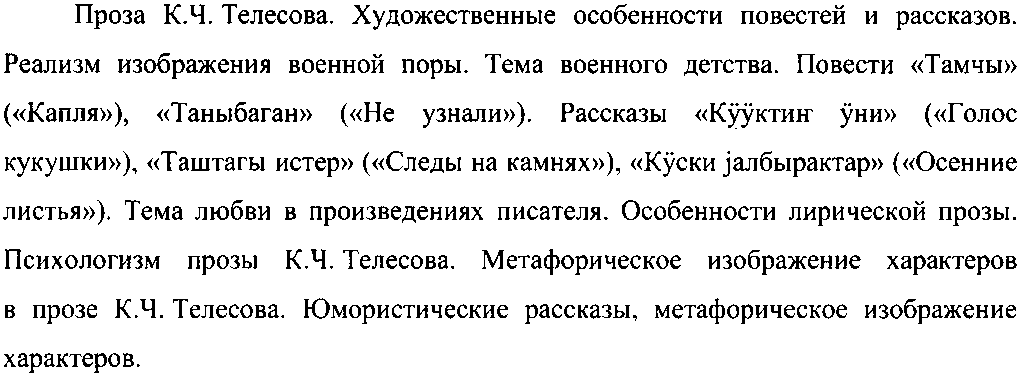 Проза К.Ч. Телесова. Художественные особенности повестей и рассказов.
Реализм изображения военной поры. Тема военного детства. Повести «Тамчы»
(«Капля»), «Таныбаган» («Не узнали»). Рассказы «Кӱӱктиҥ ӱни» («Голос
кукушки»), «Таштагы истер» («Следы на камнях»), «Кӱски јалбырактар» («Осенние
листья»). Тема любви в произведениях писателя. Особенности лирической прозы.
Психологизм прозы К.Ч. Телесова. Метафорическое изображение характеров
в прозе К.Ч. Телесова. Юмористические рассказы, метафорическое изображение
характеров.